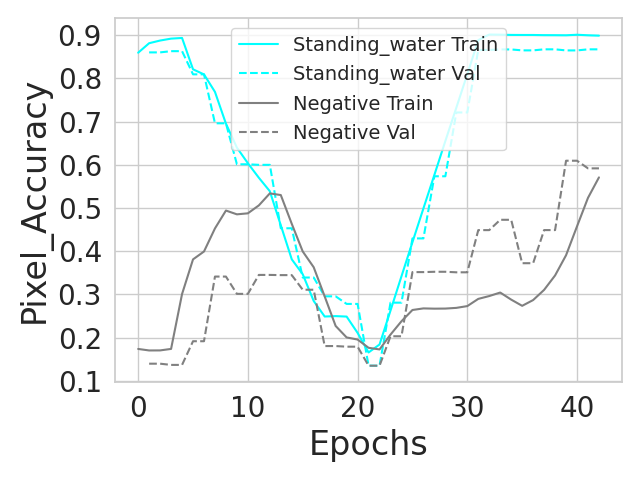 Pixel_Accuracy
0.9
0.8
0.7
0.6
0.5
0.4
0.3
0.2
0.1
Standing_water Train
Standing_water Val
Negative Train
Negative Val
0 10 20 30 40
Epochs